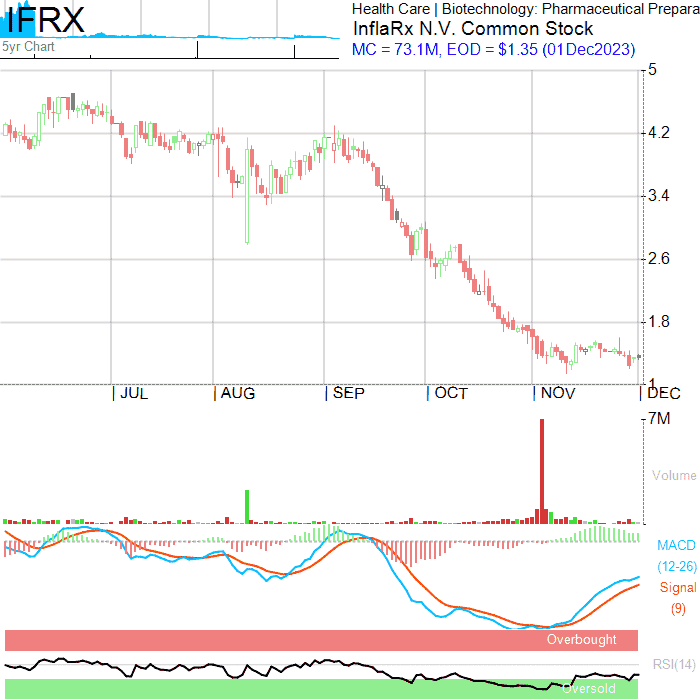 IFRX
Health Care | Biotechnology: Pharmaceutical Prepara
InflaRx N.V. Common Stock
MC = 73.1M, EOD = $1.35 (01Dec2023)
5yr Chart
5
4.2
3.4
2.6
1.8
1
JUL AUG SEP OCT NOV DEC
7M
Volume
MACD
(12-26)
Signal
(9)
Overbought
RSI(14)
Oversold